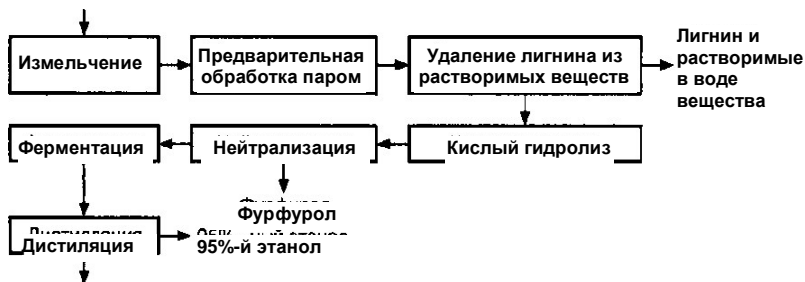 Измельчение
Предварительная
обработка паром
Удаление лигнина из
растворимых веществ
Лигнин и
растворимые
в воде
вещества
Ферментация
Нейтрализация
Кислый гидролиз
Фурфурол
Дистиляция
95%-й этанол